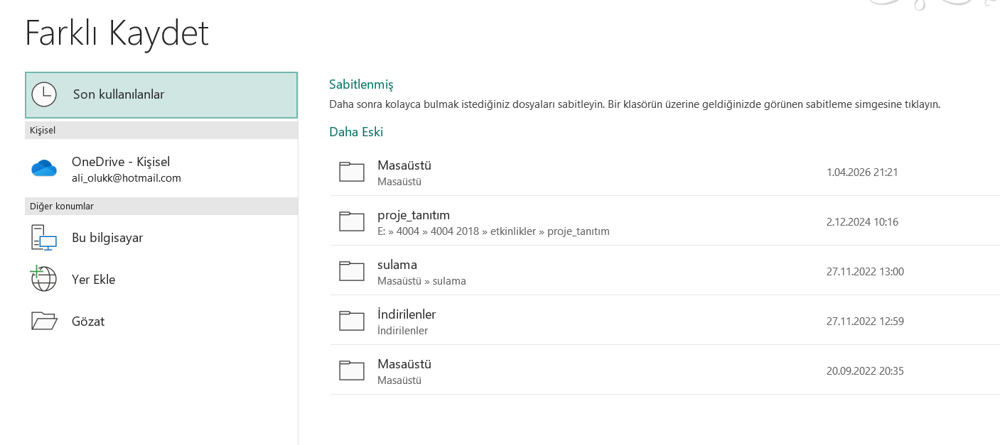 Farklı Kaydet
Son kullanılanlar
Kişisel
OneDrive - Kişisel
ali_olukk@hotmail.com
Diğer konumlar
Bu bilgisayar
Yer Ekle
Gözat
Sabitlenmiş
Daha sonra kolayca bulmak istediğiniz dosyaları sabitleyin. Bir klasörün üzerine geldiğinizde görünen sabitleme simgesine tıklayın.
Daha Eski
Masaüstü
Masaüstü
1.04.2026 21:21
proje_tanıtım
E: » 4004 » 4004 2018 » etkinlikler » proje_tanıtım
2.12.2024 10:16
sulama
Masaüstü » sulama
27.11.2022 13:00
İndirilenler
İndirilenler
27.11.2022 12:59
Masaüstü
Masaüstü
20.09.2022 20:35